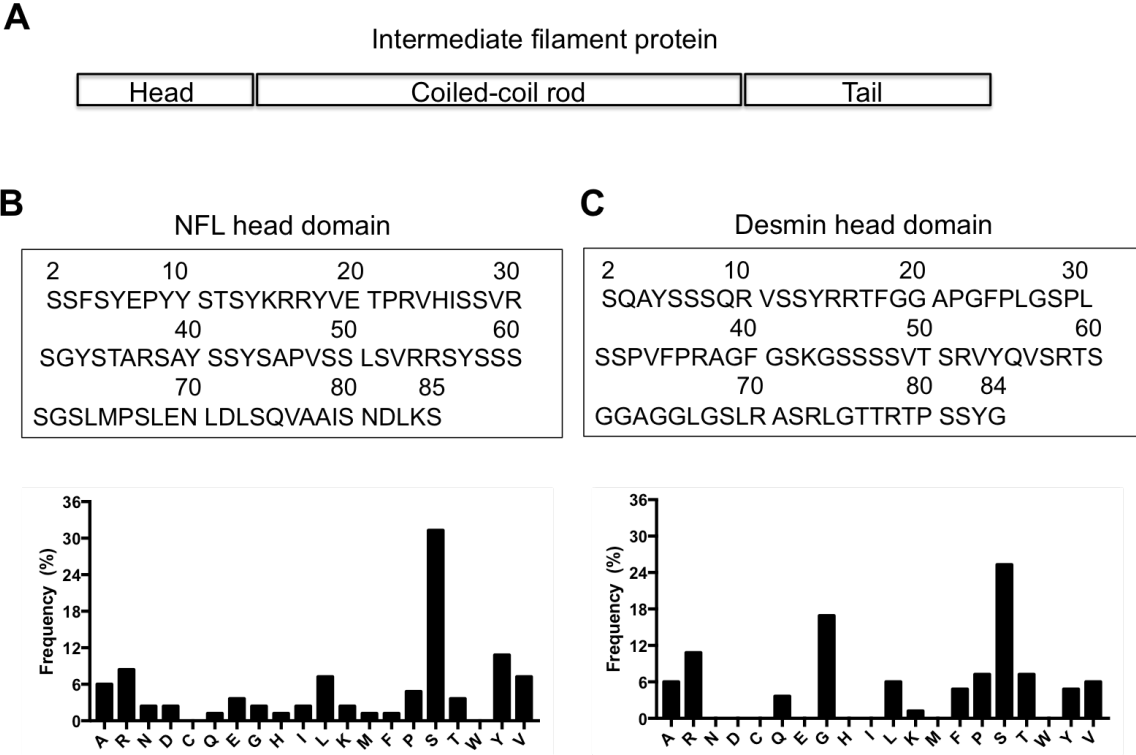 A
Intermediate filament protein
Head Coiled-coil rod Tail
B
NFL head domain
2 10 20 30
SSFSYEPYY STSYKRRYVE TPRVHISSVR
40 50 60
SGYSTARSAY SSYSAPVSS LSVRRSYSSS
70 80 85
SGSLMPSLEN LDLSQVAAIS NDLKS
C
Desmin head domain
2 10 20 30
SQAYSSSQR VSSYRRTFGG APGFPLGSPL
40 50 60
SSPVFPRAGF GSKGSSSSVT SRVYQVSRTS
70 80 84
GGAGGLGSLR ASRLGTTRTP SSYG
36
30
24
18
12
6
0
Frequency (%)
A R N D C Q E G H I L K M F P S T W Y V
36
30
24
18
12
6
0
Frequency (%)
A R N D C Q E G H I L K M F P S T W Y V